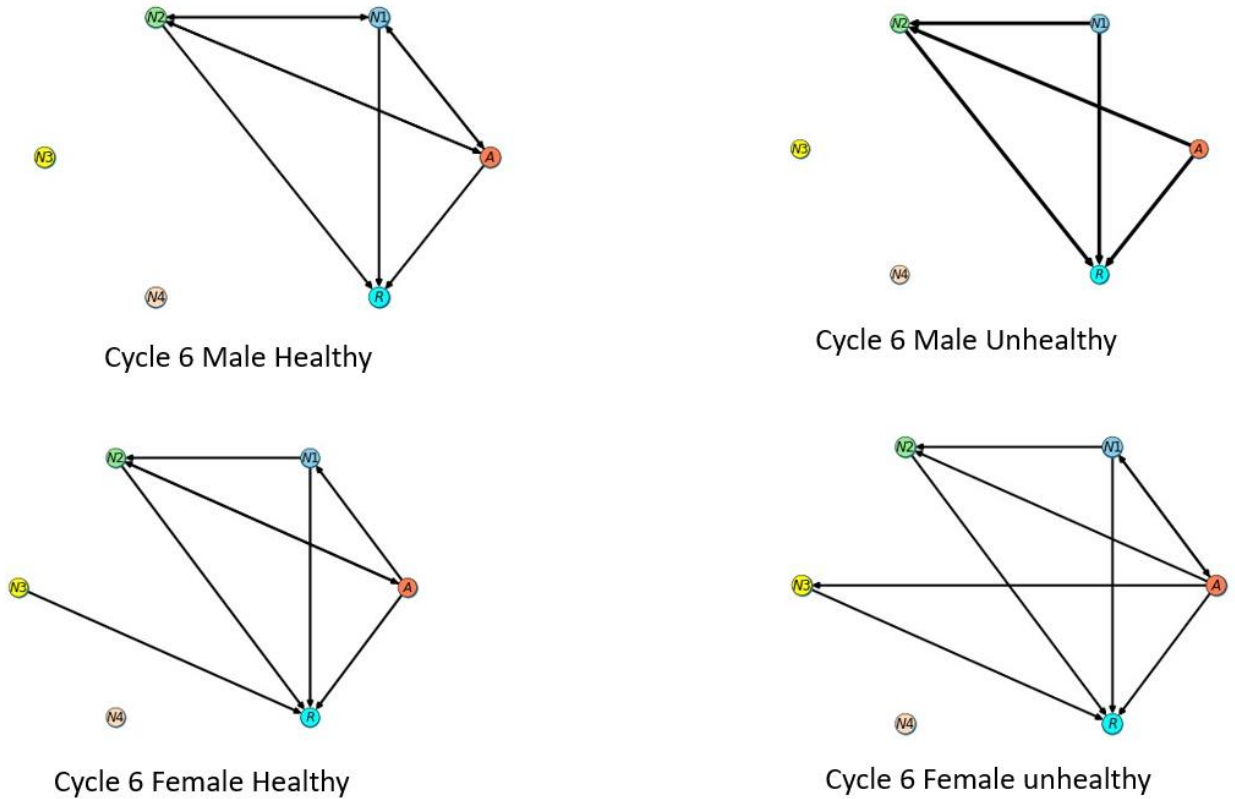 N2
N1
N3
A
N4
R
Cycle 6 Male Healthy
N2
N1
N3
A
N4
R
Cycle 6 Male Unhealthy
N2
N1
N3
A
N4
R
Cycle 6 Female Healthy
N2
N1
N3
A
N4
R
Cycle 6 Female unhealthy